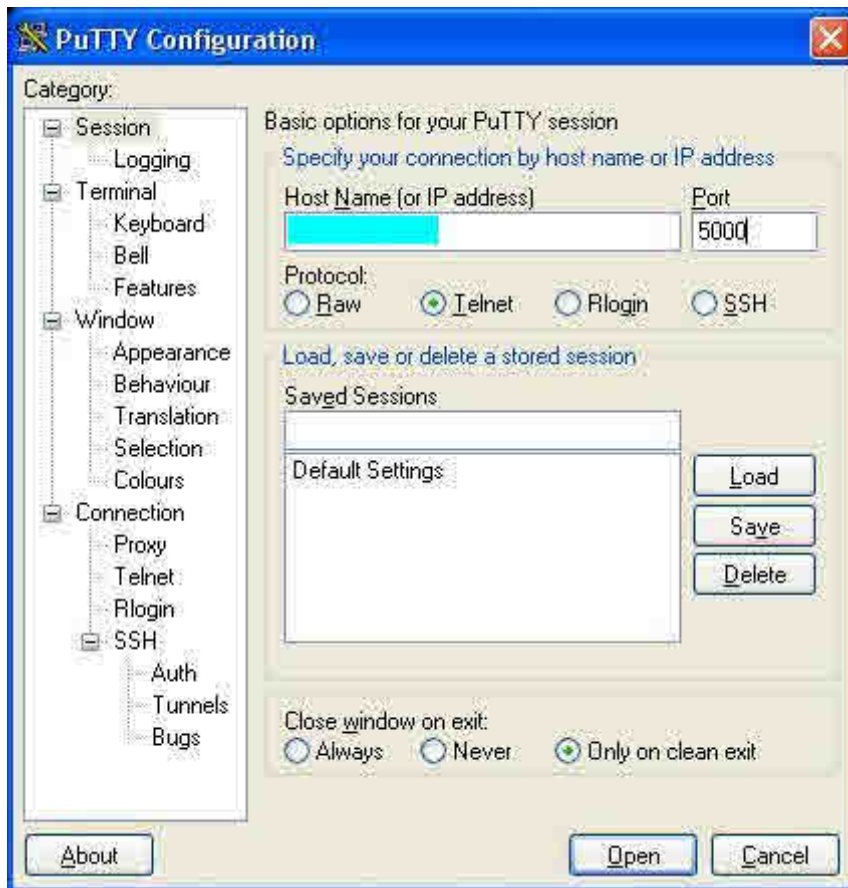 PuTTY Configuration
Category:
Session
Logging
Terminal
Keyboard
Bell
Features
Window
Appearance
Behaviour
Translation
Selection
Colours
Connection
Proxy
Telnet
Rlogin
SSH
Auth
Tunnels
Bugs
Basic options for your PuTTY session
Specify your connection by host name or IP address
Host Name (or IP address) Port
5000
Protocol:
Raw Telnet Rlogin SSH
Load, save or delete a stored session
Saved Sessions
Default Settings
Load
Save
Delete
Close window on exit:
Always Never Only on clean exit
About Open Cancel